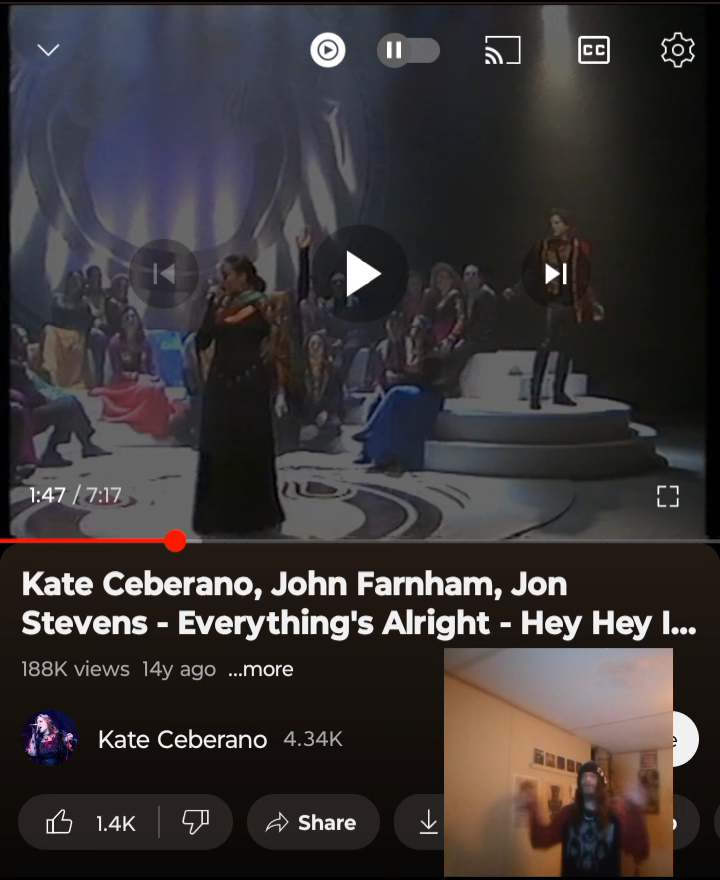 CC
1:47 / 7:17
Kate Ceberano, John Farnham, Jon
Stevens - Everything's Alright - Hey Hey I...
188K views 14y ago ...more
Kate Ceberano 4.34K
1.4K Share